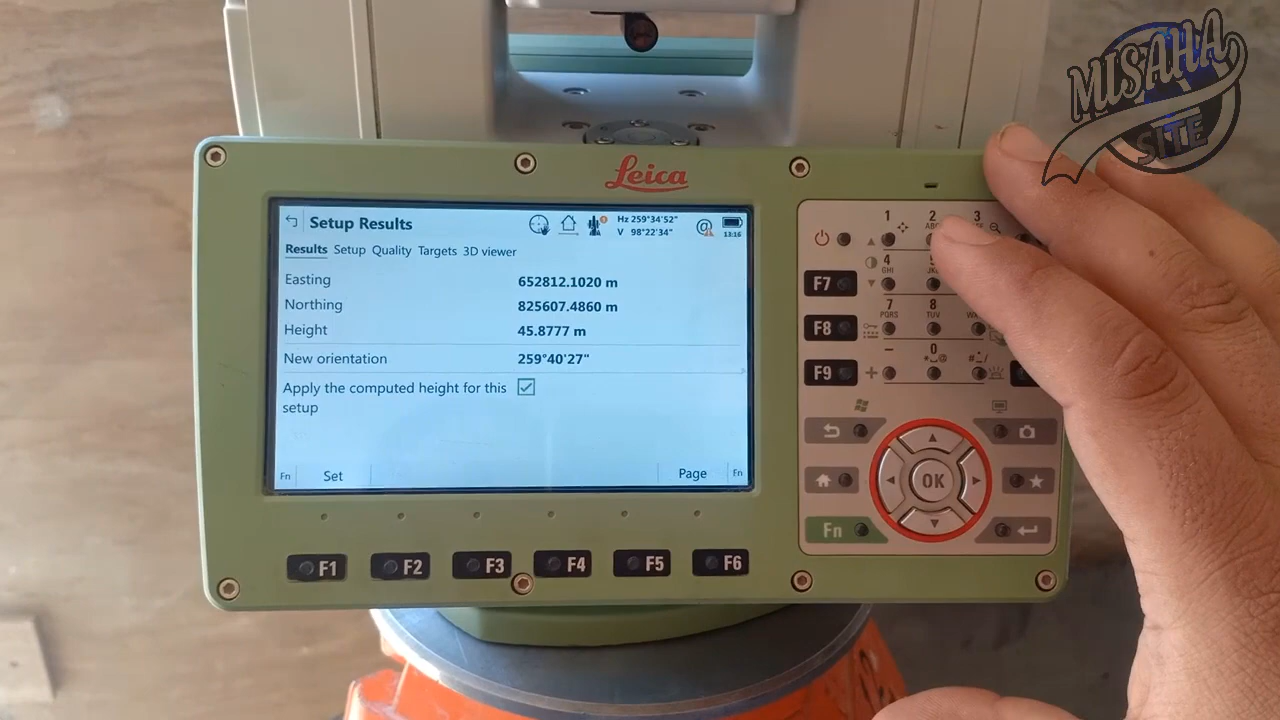 MISAHA
SITE
Leica
Setup Results
Hz 259°34'52"
V 98°22'34"
13:16
Results Setup Quality Targets 3D viewer
Easting 652812.1020 m
Northing 825607.4860 m
Height 45.8777 m
New orientation 259°40'27"
Apply the computed height for this
setup
Fn Set Page Fn
F1 F2 F3 F4 F5 F6
1 2 3
F7 4 GHI
F8 7 PQRS 8 TUV
F9 0
OK
Fn